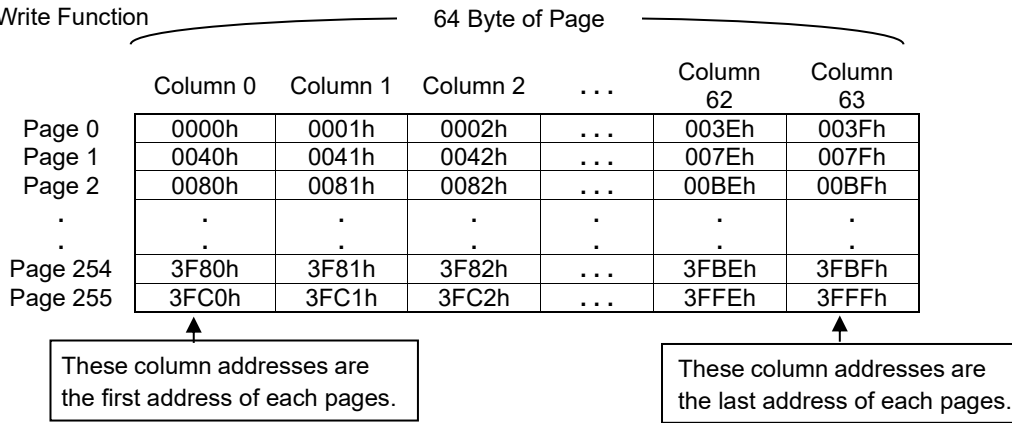 Write Function
64 Byte of Page
Column 0 Column 1 Column 2 . . . Column 62 Column 63
Page 0 0000h 0001h 0002h . . . 003Eh 003Fh
Page 1 0040h 0041h 0042h . . . 007Eh 007Fh
Page 2 0080h 0081h 0082h . . . 00BEh 00BFh
. . . . . . .
. . . . . . .
Page 254 3F80h 3F81h 3F82h . . . 3FBEh 3FBFh
Page 255 3FC0h 3FC1h 3FC2h . . . 3FFEh 3FFFh
These column addresses are
the first address of each pages.
These column addresses are
the last address of each pages.